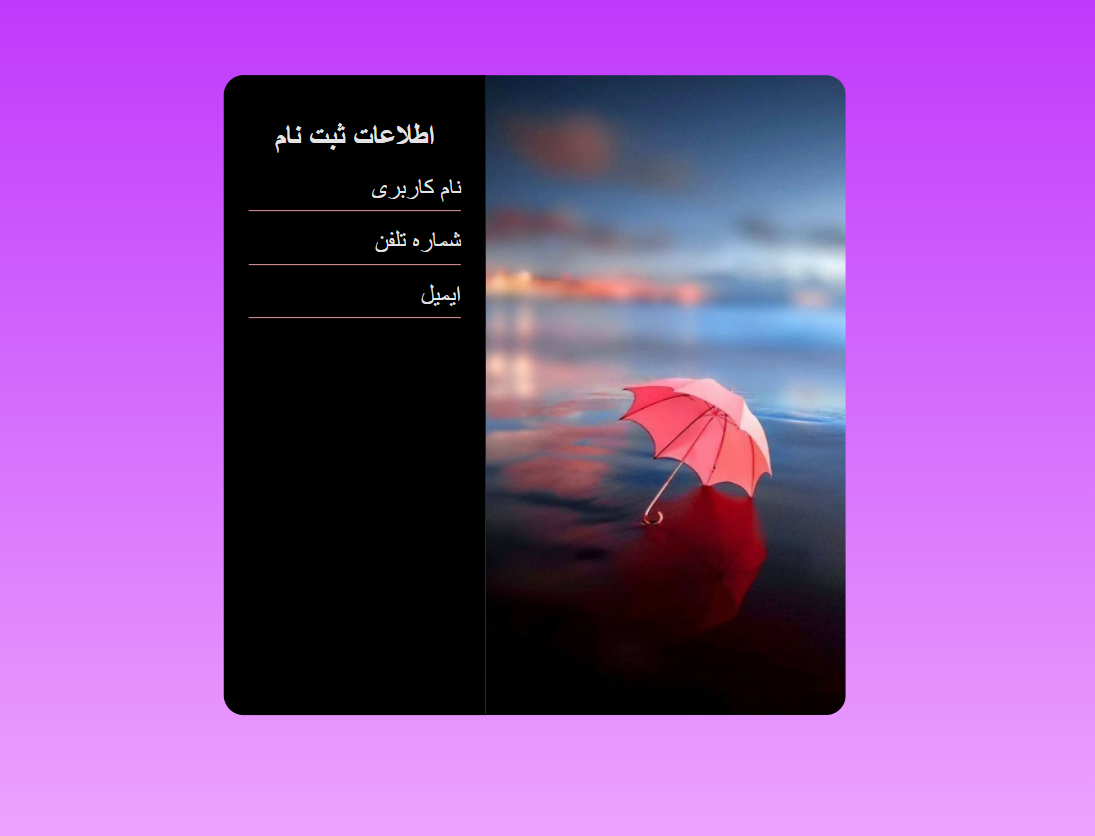 اطلاعات ثبت نام
نام کاربری
شماره تلفن
ایمیل